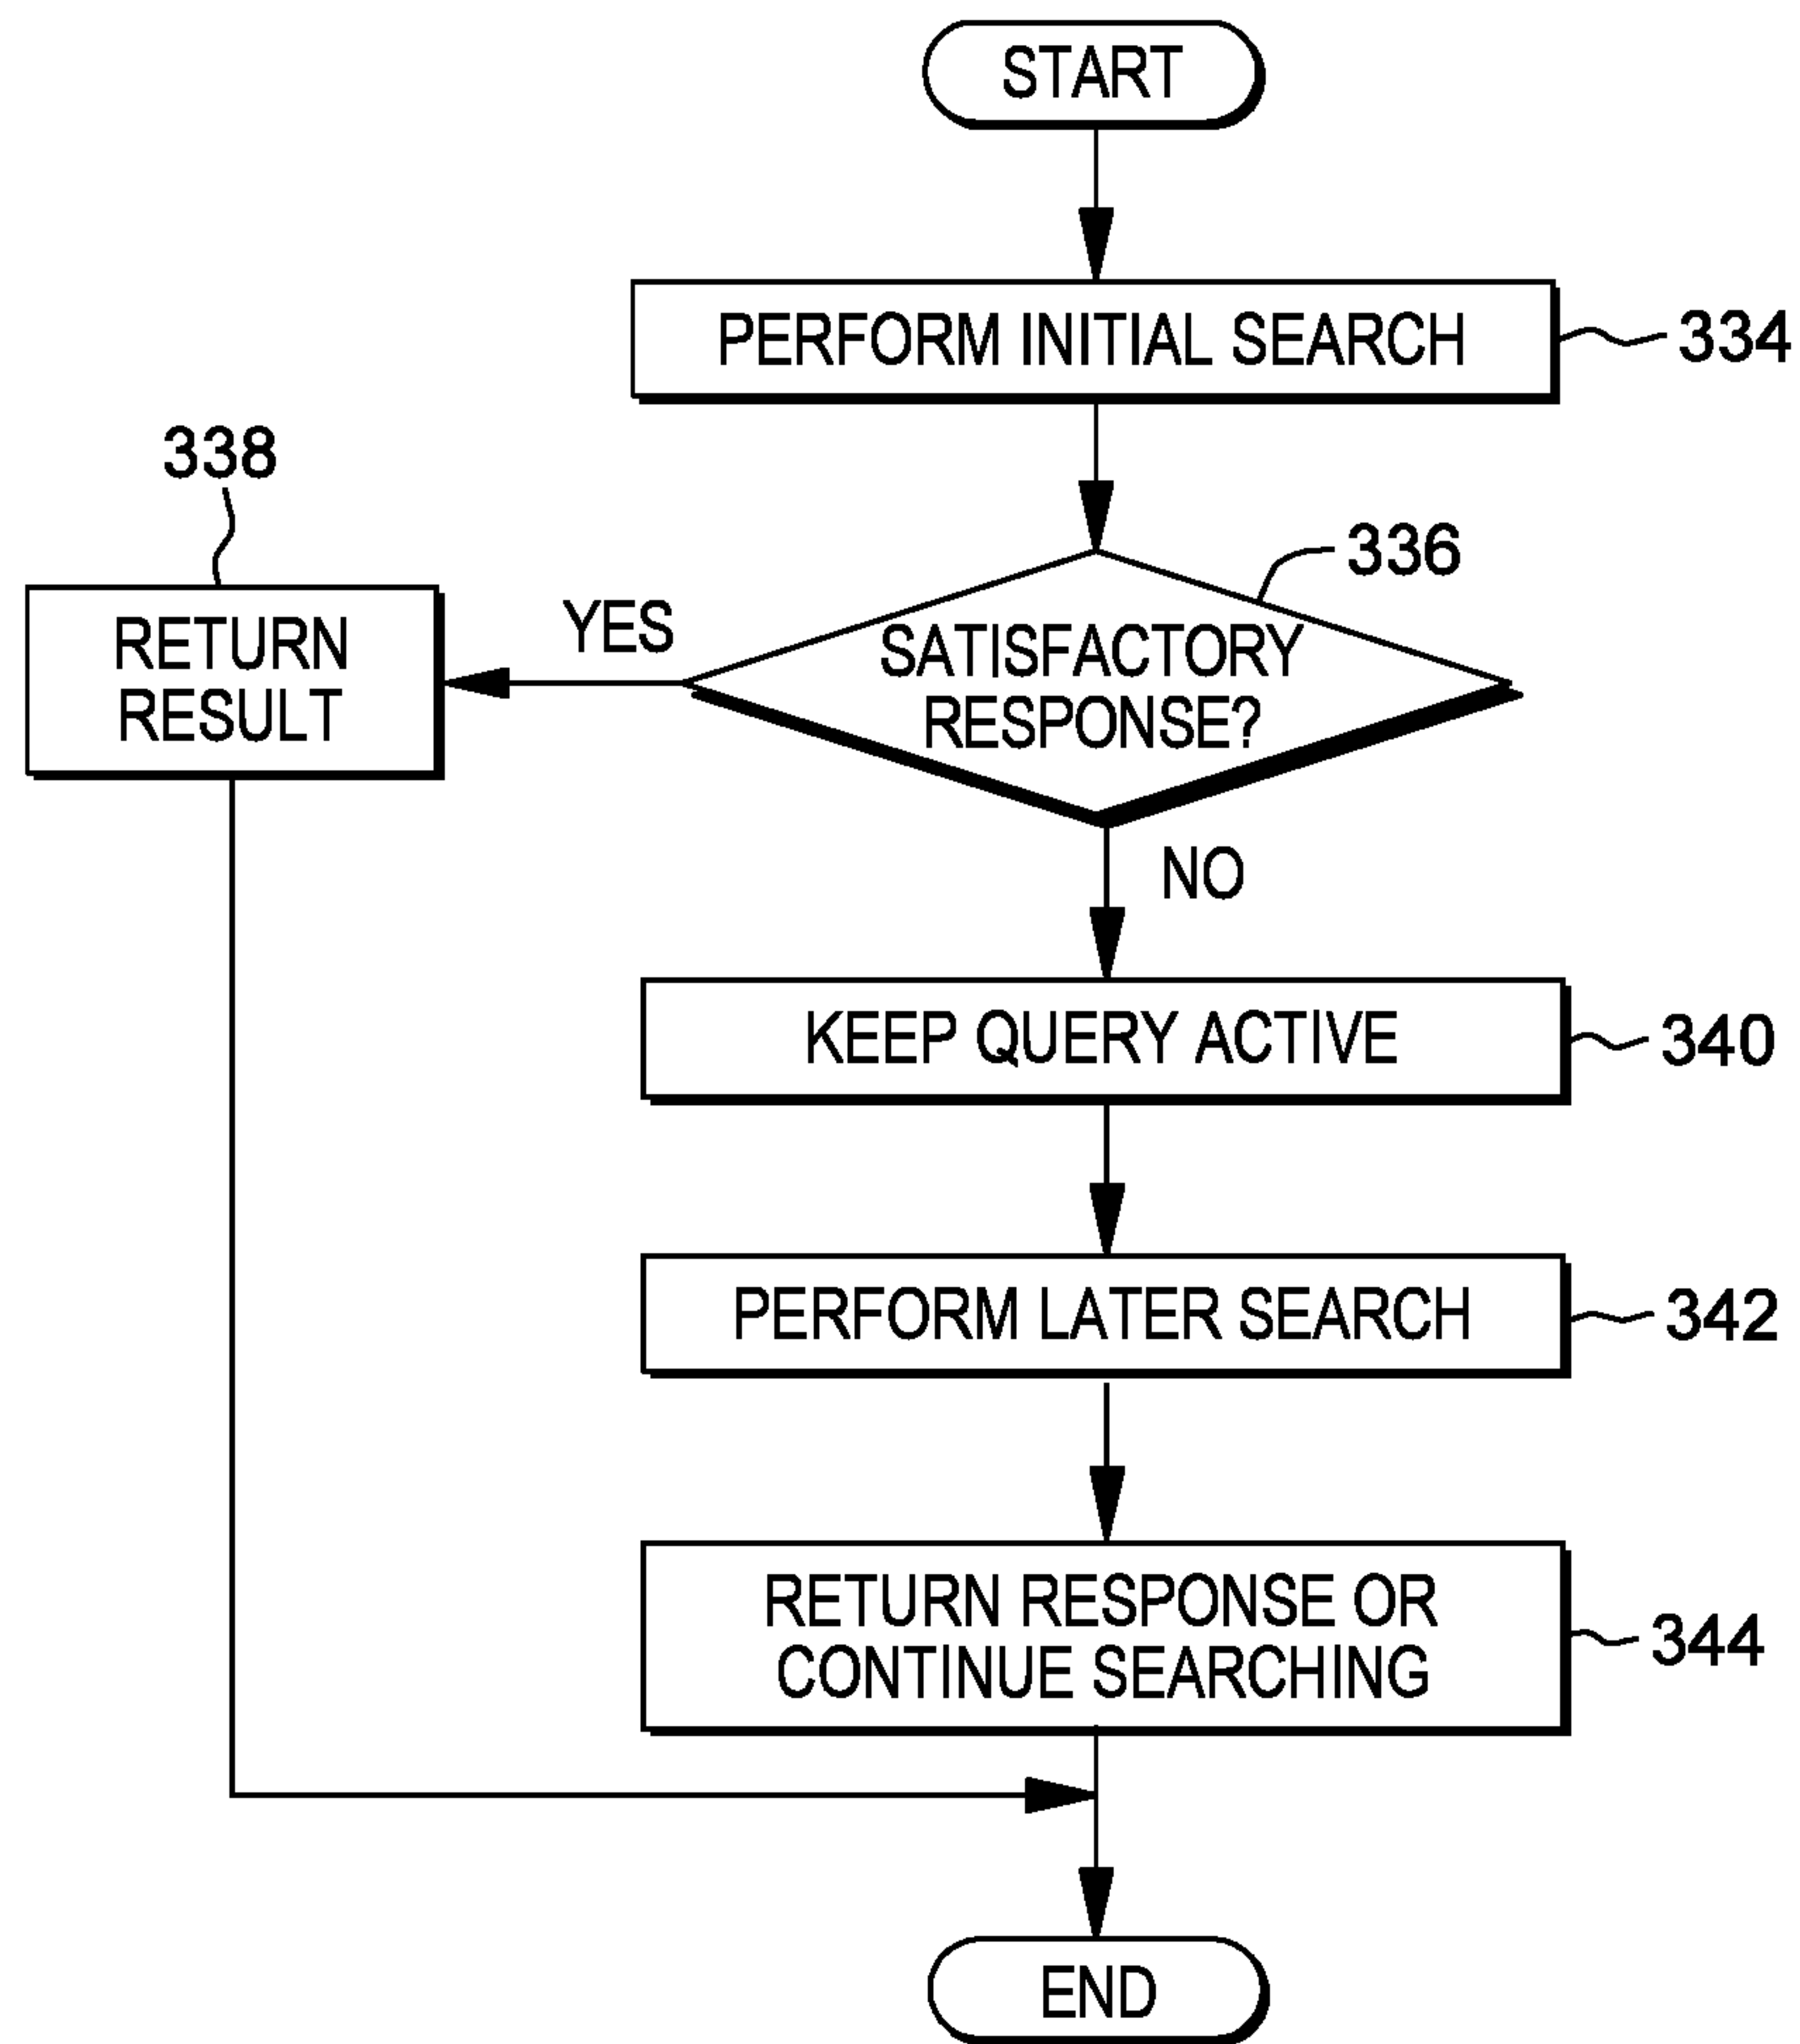 START
PERFORM INITIAL SEARCH
334
338
336
RETURN
RESULT
YES
SATISFACTORY
RESPONSE?
NO
KEEP QUERY ACTIVE
340
PERFORM LATER SEARCH
342
RETURN RESPONSE OR
CONTINUE SEARCHING
344
END